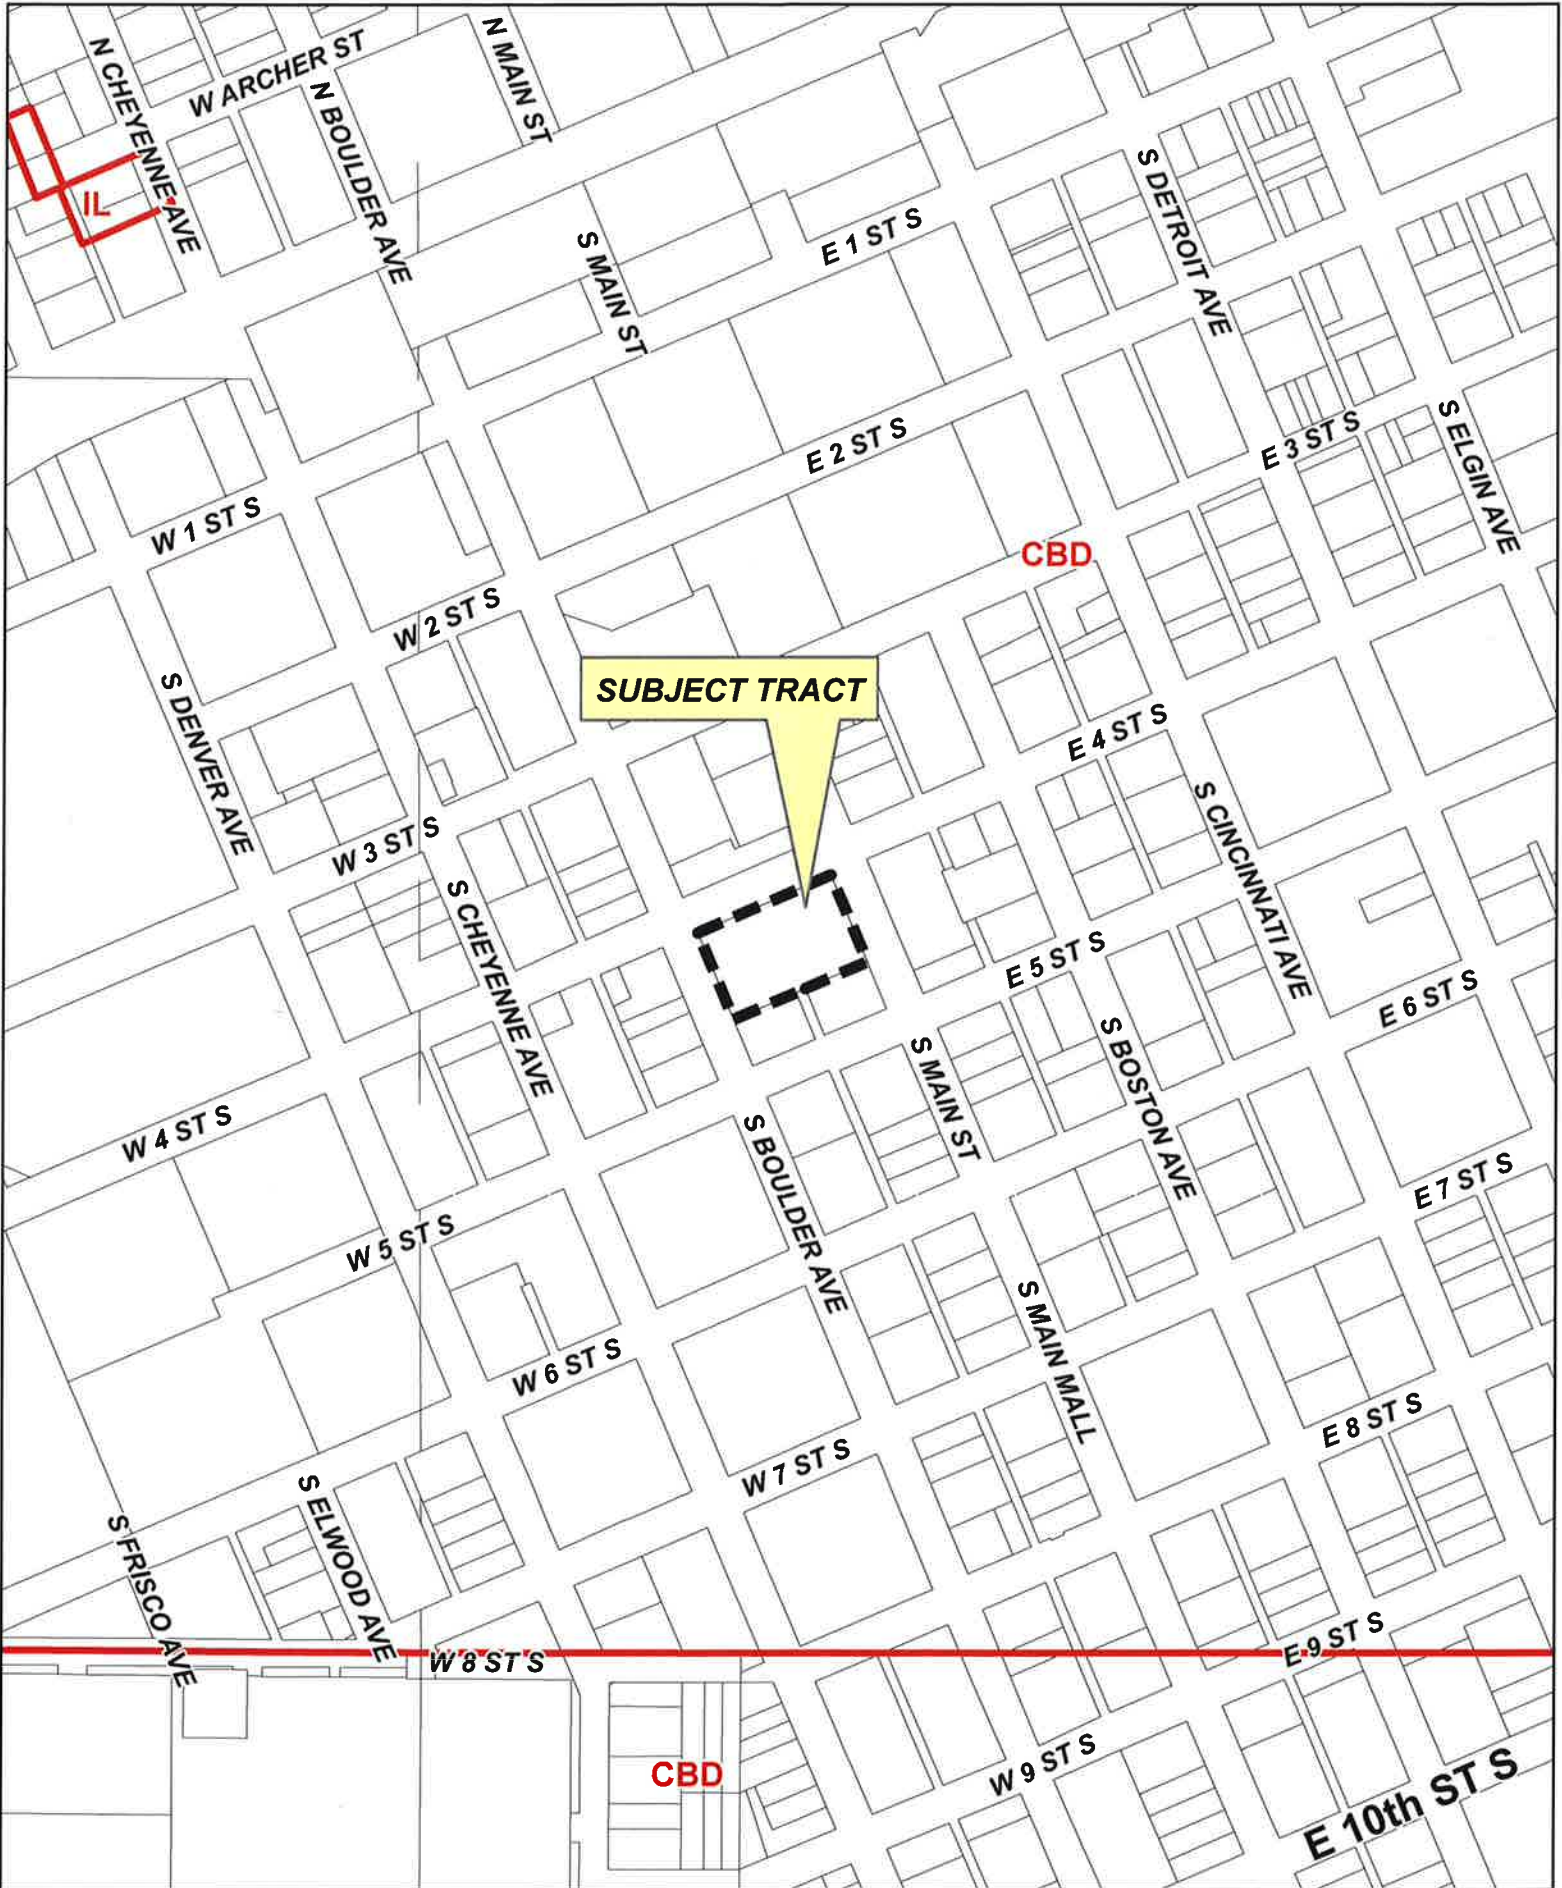 N CHEYENNE AVE
W ARCHER ST
N BOULDER AVE
N MAIN ST
IL
S MAIN ST
E 1 ST S
S DETROIT AVE
E 2 ST S
E 3 ST S
S ELGIN AVE
W 1 ST S
CBD
W 2 ST S
SUBJECT TRACT
S DENVER AVE
E 4 ST S
W 3 ST S
S CINCINNATI AVE
S CHEYENNE AVE
E 5 ST S
E 6 ST S
S MAIN ST
S BOSTON AVE
W 4 ST S
S BOULDER AVE
E 7 ST S
W 5 ST S
S MAIN MALL
W 6 ST S
E 8 ST S
W 7 ST S
S ELWOOD AVE
S FRISCO AVE
E 9 ST S
W 8 ST S
CBD
W 9 ST S
E 10th ST S